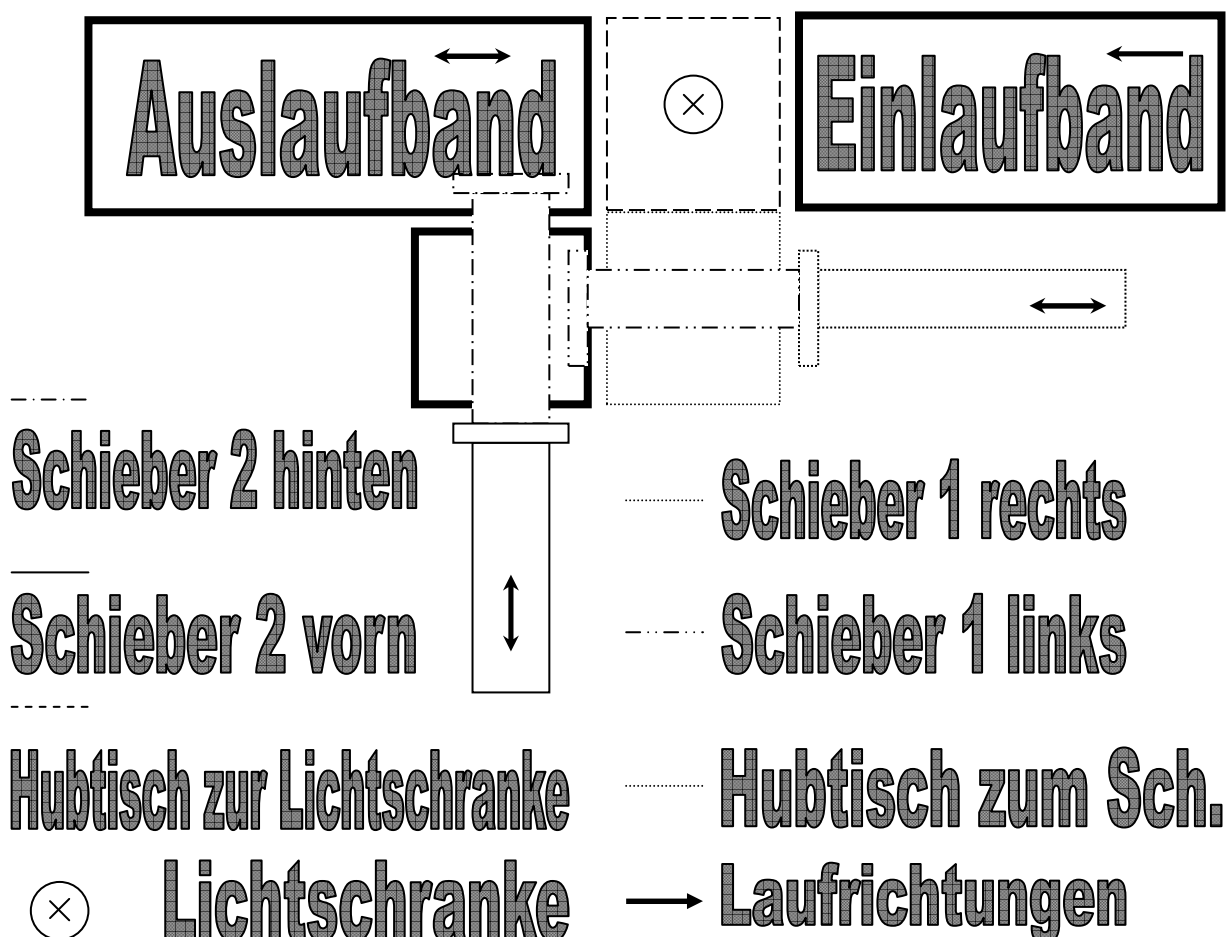 Auslaufband
Einlaufband
Schieber 2 hinten
Schieber 1 rechts
Schieber 2 vorn
Schieber 1 links
Hubtisch zur Lichtschranke
Hubtisch zum Sch.
Lichtschranke
Laufrichtungen